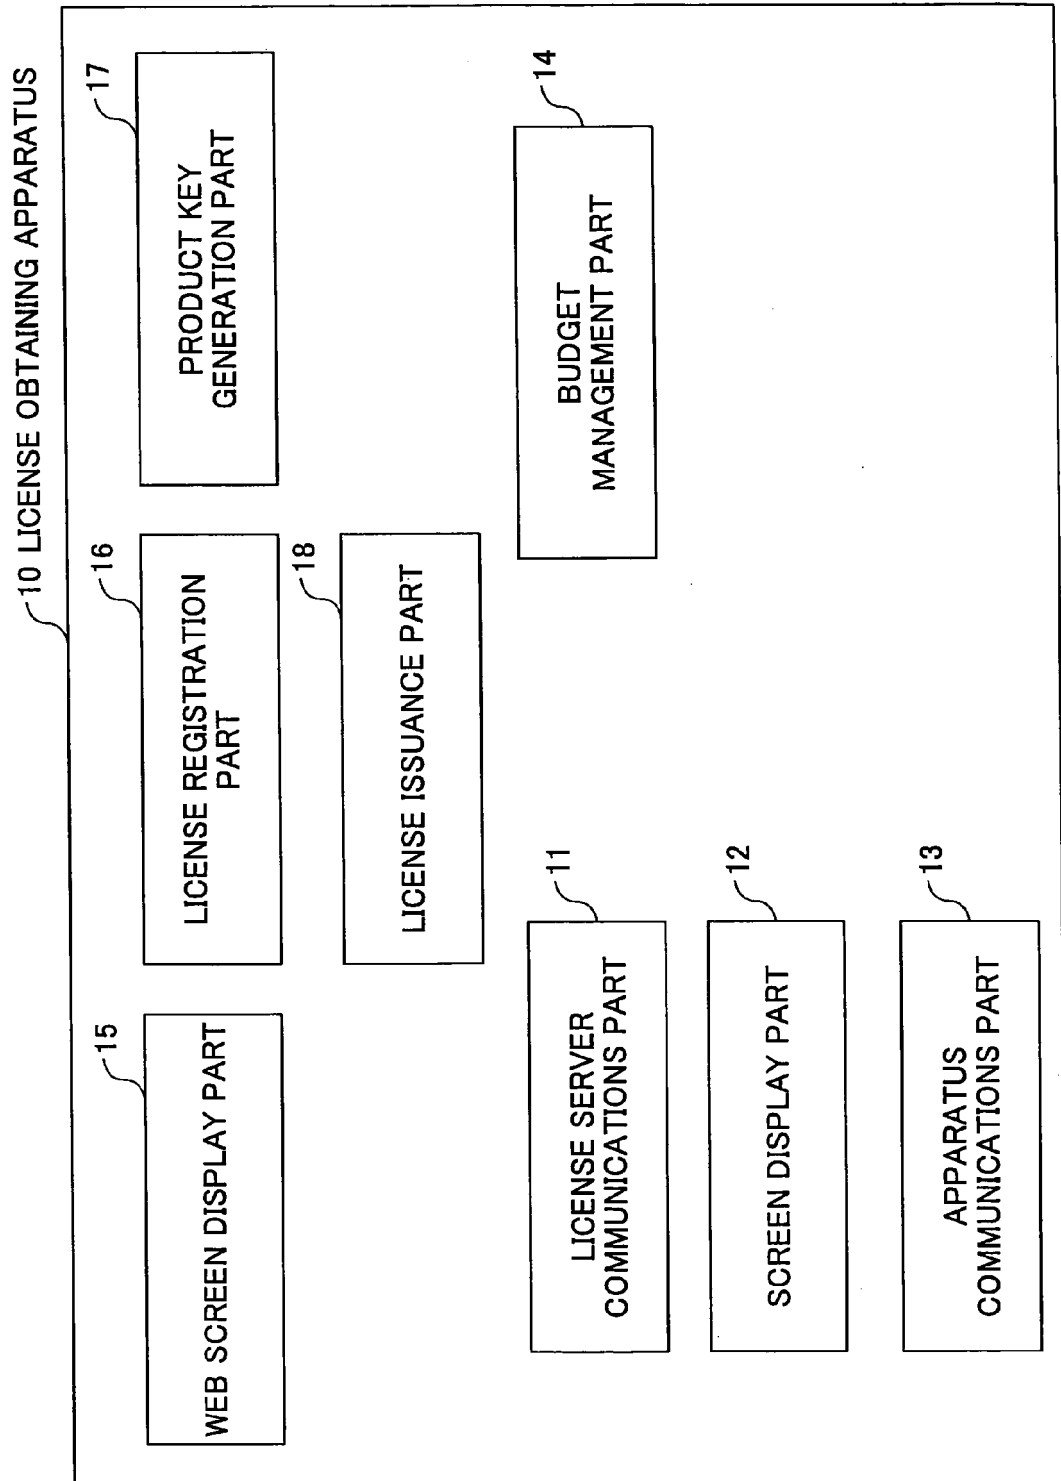 10 LICENSE OBTAINING APPARATUS
15
WEB SCREEN DISPLAY PART
16
LICENSE REGISTRATION
PART
17
PRODUCT KEY
GENERATION PART
18
LICENSE ISSUANCE PART
11
LICENSE SERVER
COMMUNICATIONS PART
14
BUDGET
MANAGEMENT PART
12
SCREEN DISPLAY PART
13
APPARATUS
COMMUNICATIONS PART